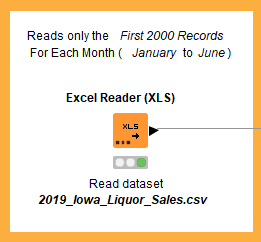 Reads only the First 2000 Records
For Each Month ( January to June )
Excel Reader (XLS)
XLS
Read dataset
2019_Iowa_Liquor_Sales.csv